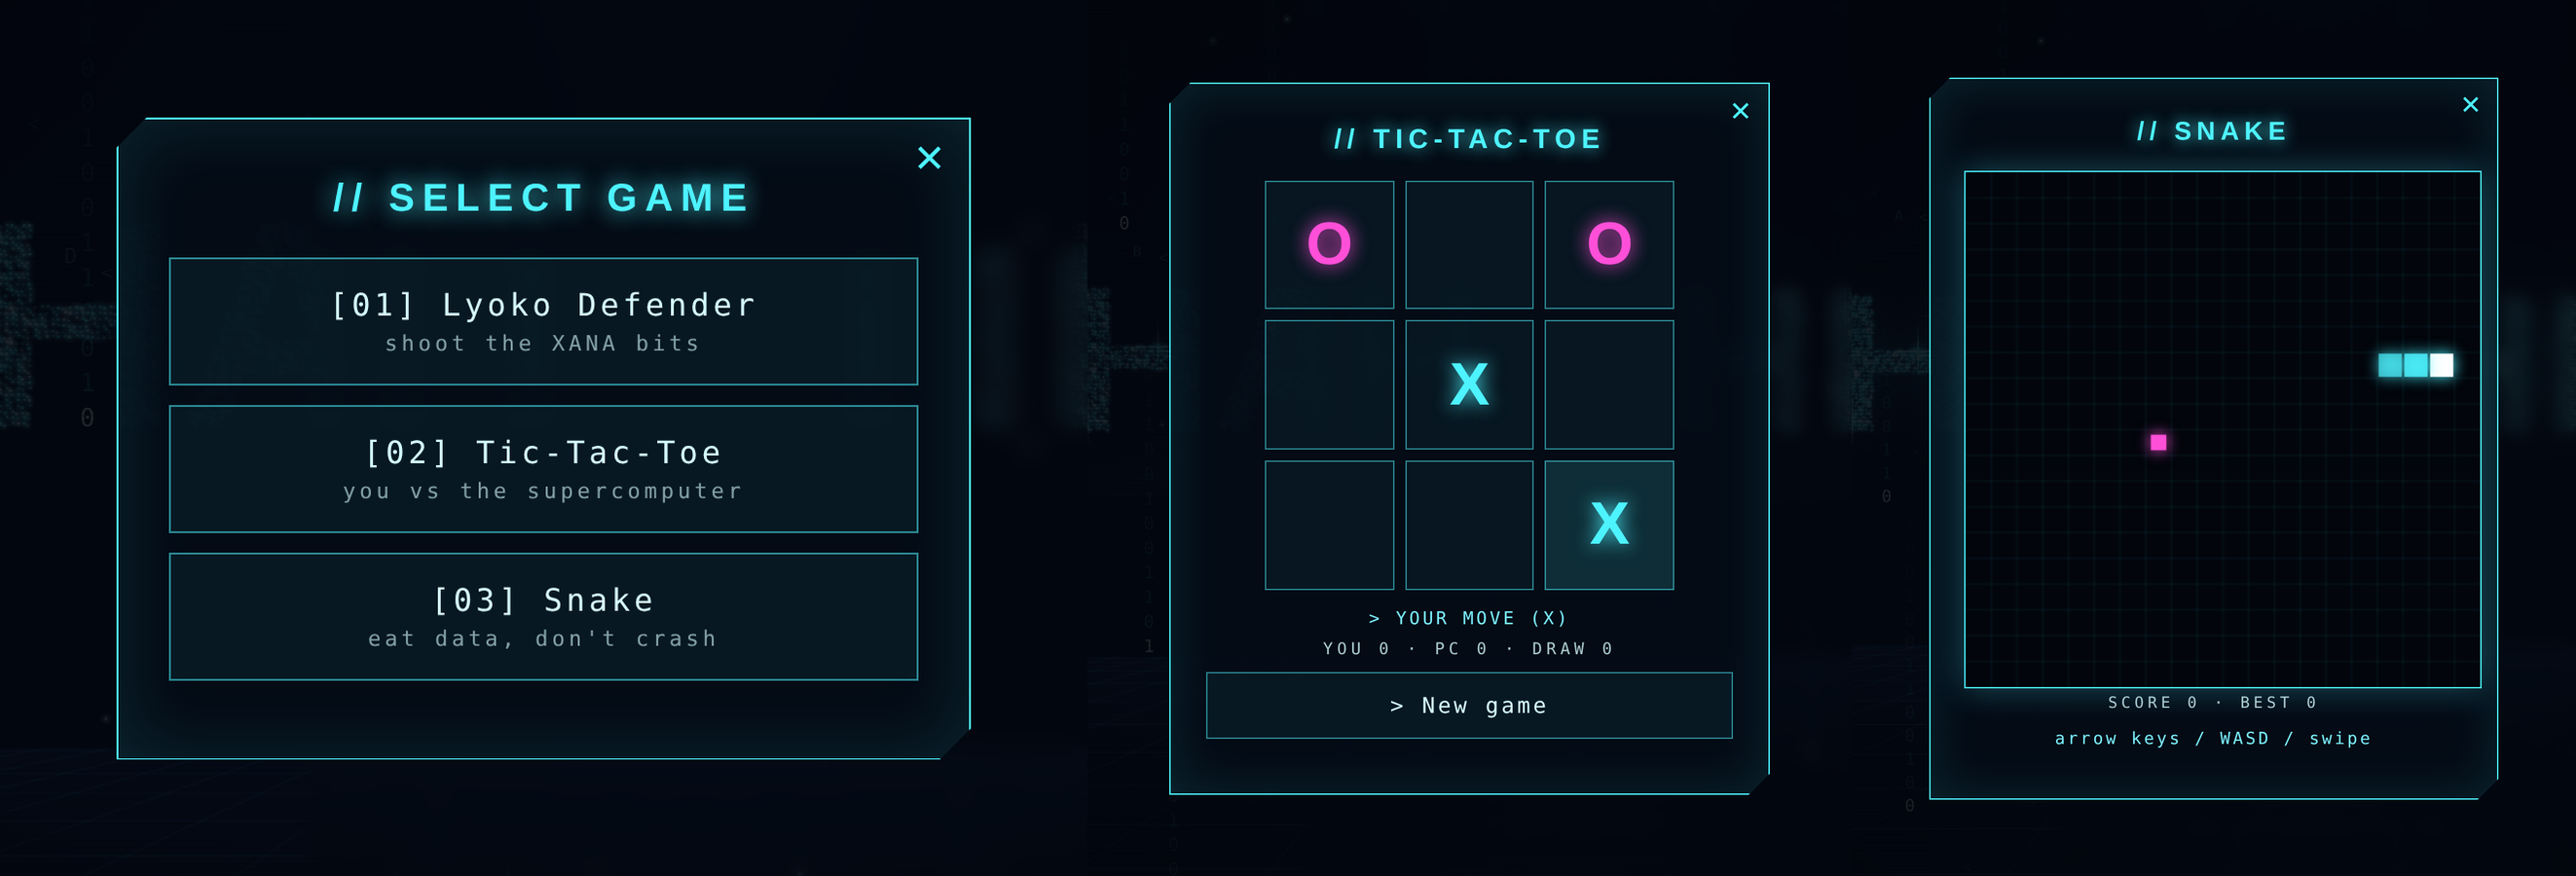 // SELECT GAME
[01] Lyoko Defender
shoot the XANA bits
[02] Tic-Tac-Toe
you vs the supercomputer
[03] Snake
eat data, don't crash
// TIC-TAC-TOE
O O
X
X
> YOUR MOVE (X)
YOU 0 · PC 0 · DRAW 0
> New game
// SNAKE
SCORE 0 · BEST 0
arrow keys / WASD / swipe